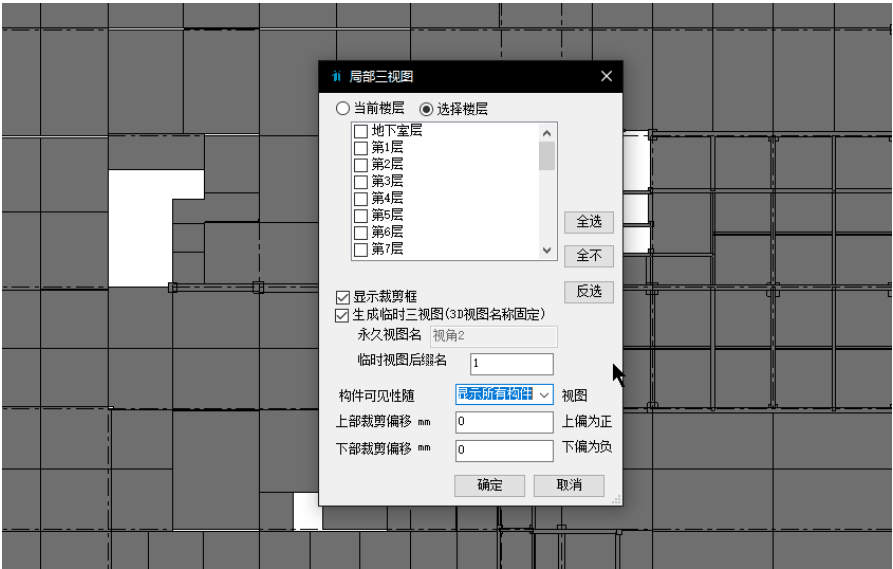 局部三视图
当前楼层 选择楼层
地下室层
第1层
第2层
第3层
第4层
第5层
第6层
第7层
全选
全不
反选
显示裁剪框
生成临时三视图(3D视图名称固定)
永久视图名 视角2
临时视图后缀名 1
构件可见性随 显示所有构件 视图
上部裁剪偏移 mm 0 上偏为正
下部裁剪偏移 mm 0 下偏为负
确定 取消